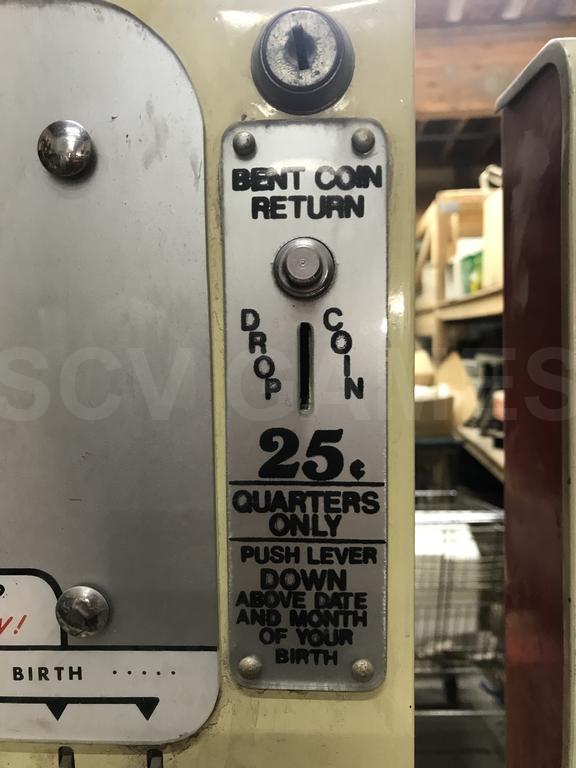 BENT COIN
RETURN
DROP COIN
25¢
QUARTERS
ONLY
PUSH LEVER
DOWN
ABOVE DATE
AND MONTH
OF YOUR
BIRTH
Y!
BIRTH .....
SCV GAMES